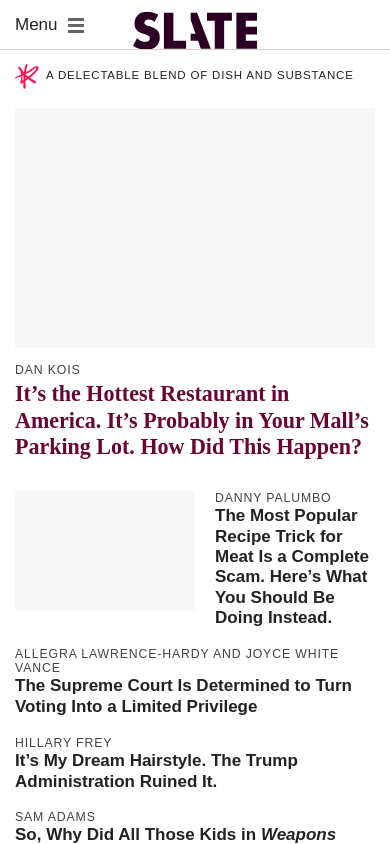 Menu
SLATE
A DELECTABLE BLEND OF DISH AND SUBSTANCE
DAN KOIS
It’s the Hottest Restaurant in
America. It’s Probably in Your Mall’s
Parking Lot. How Did This Happen?
DANNY PALUMBO
The Most Popular
Recipe Trick for
Meat Is a Complete
Scam. Here’s What
You Should Be
Doing Instead.
ALLEGRA LAWRENCE-HARDY AND JOYCE WHITE
VANCE
The Supreme Court Is Determined to Turn
Voting Into a Limited Privilege
HILLARY FREY
It’s My Dream Hairstyle. The Trump
Administration Ruined It.
SAM ADAMS
So, Why Did All Those Kids in Weapons